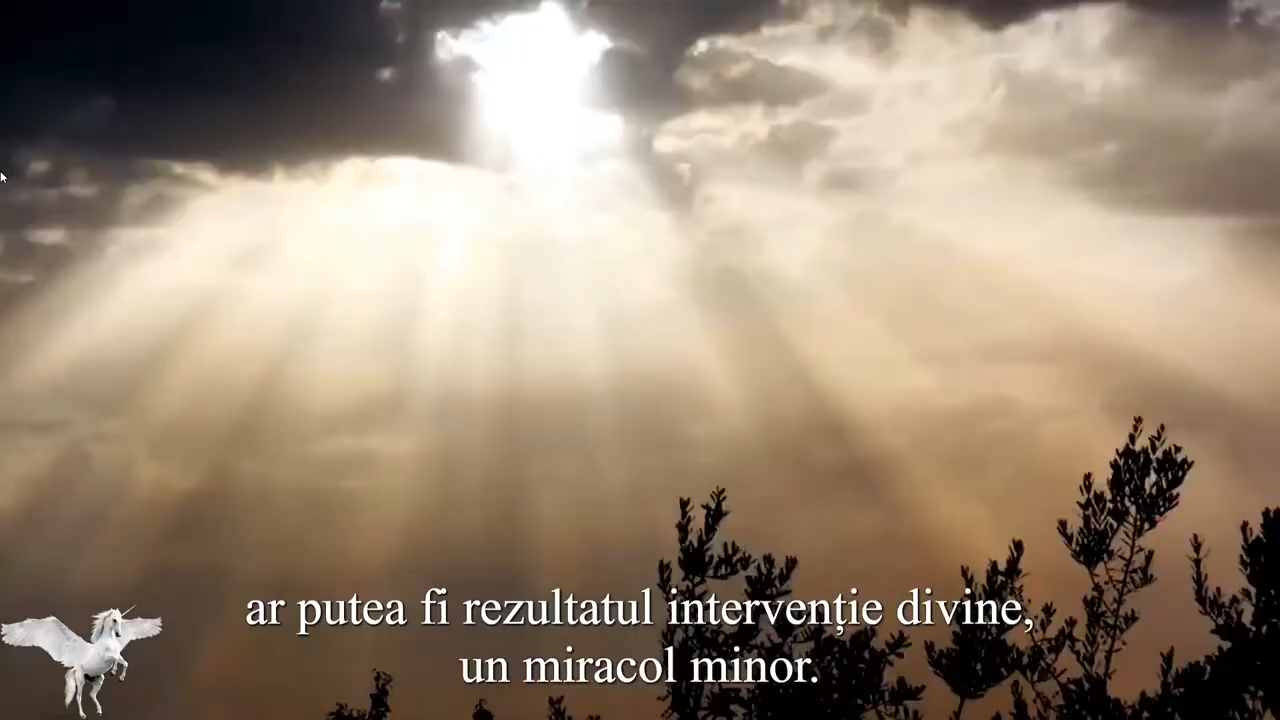 ar putea fi rezultatul intervenție divine,
un miracol minor.